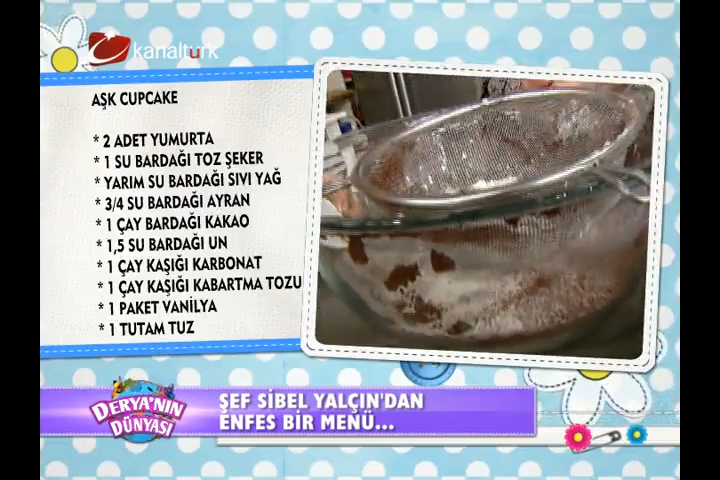 kanaltürk
AŞK CUPCAKE
* 2 ADET YUMURTA
* 1 SU BARDAĞI TOZ ŞEKER
* YARIM SU BARDAĞI SIVI YAĞ
* 3/4 SU BARDAĞI AYRAN
* 1 ÇAY BARDAĞI KAKAO
* 1,5 SU BARDAĞI UN
* 1 ÇAY KAŞIĞI KARBONAT
* 1 ÇAY KAŞIĞI KABARTMA TOZU
* 1 PAKET VANİLYA
* 1 TUTAM TUZ
DERYA'NIN
DÜNYASI
ŞEF SİBEL YALÇIN'DAN
ENFES BİR MENÜ...